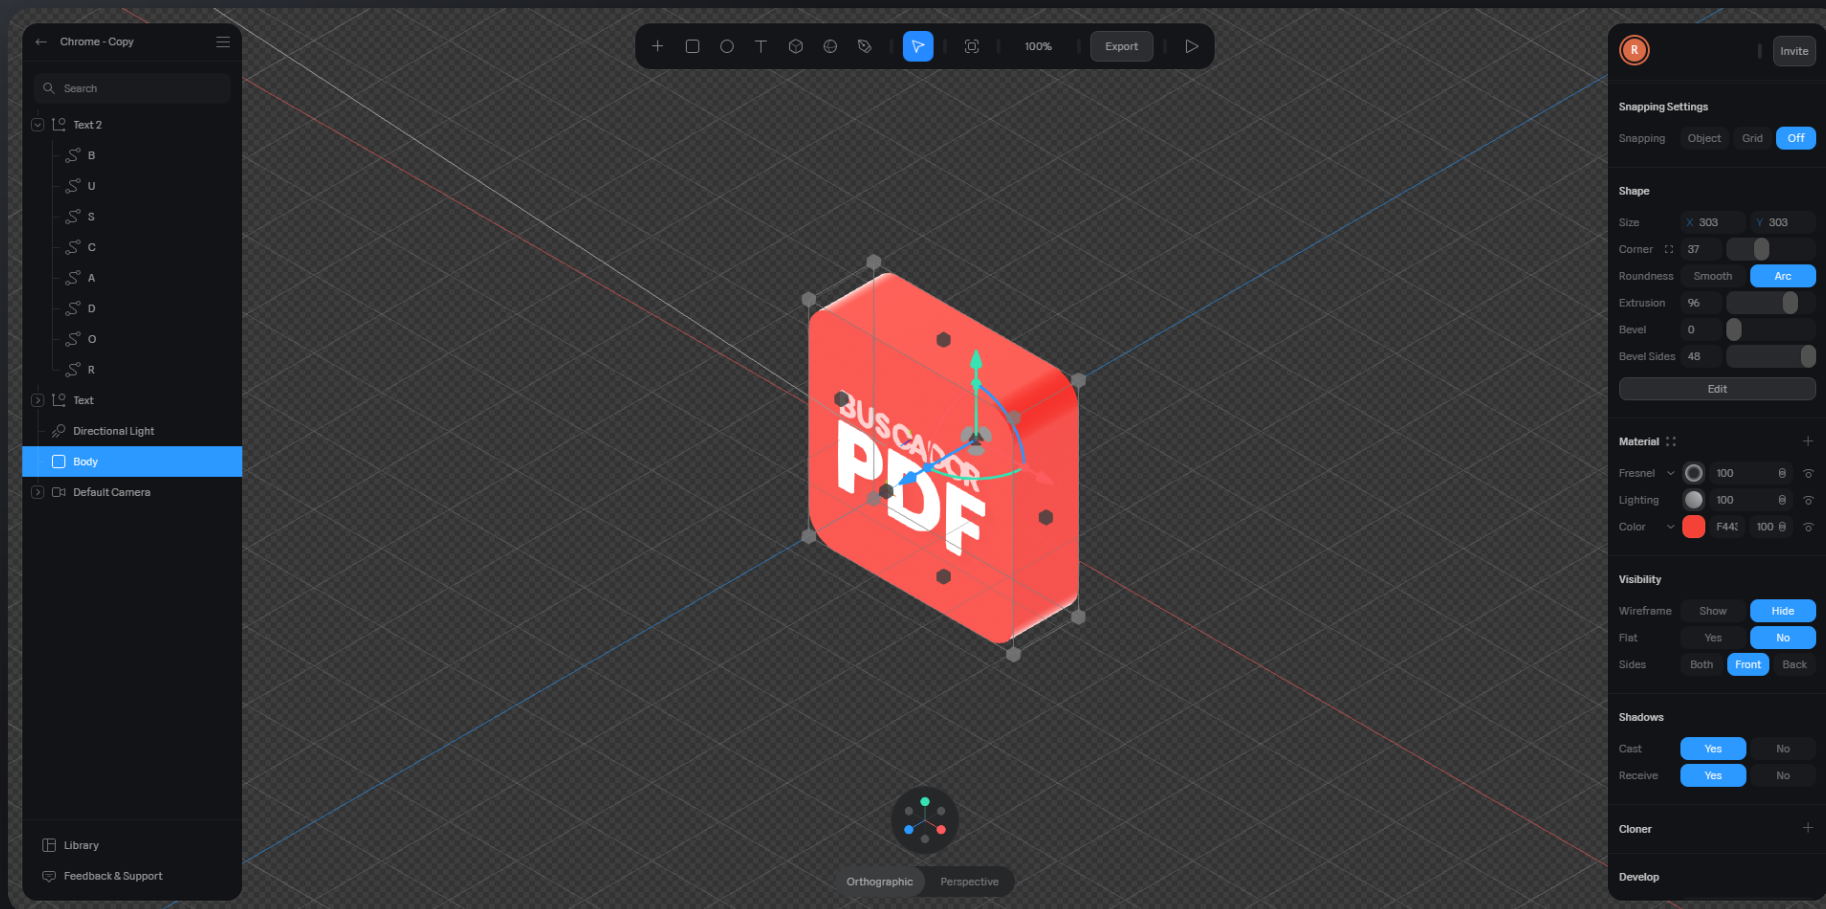 Chrome - Copy
Search
Text 2
B
U
S
C
A
D
O
R
Text
Directional Light
Body
Default Camera
Library
Feedback & Support
T
100%
Export
BUSCADOR
PDF
Orthographic Perspective
R
Invite
Snapping Settings
Snapping Object Grid Off
Shape
Size X 303 Y 303
Corner 37
Roundness Smooth Arc
Extrusion 96
Bevel 0
Bevel Sides 48
Edit
Material
Fresnel 100
Lighting 100
Color F44 100
Visibility
Wireframe Show Hide
Flat Yes No
Sides Both Front Back
Shadows
Cast Yes No
Receive Yes No
Cloner
Develop